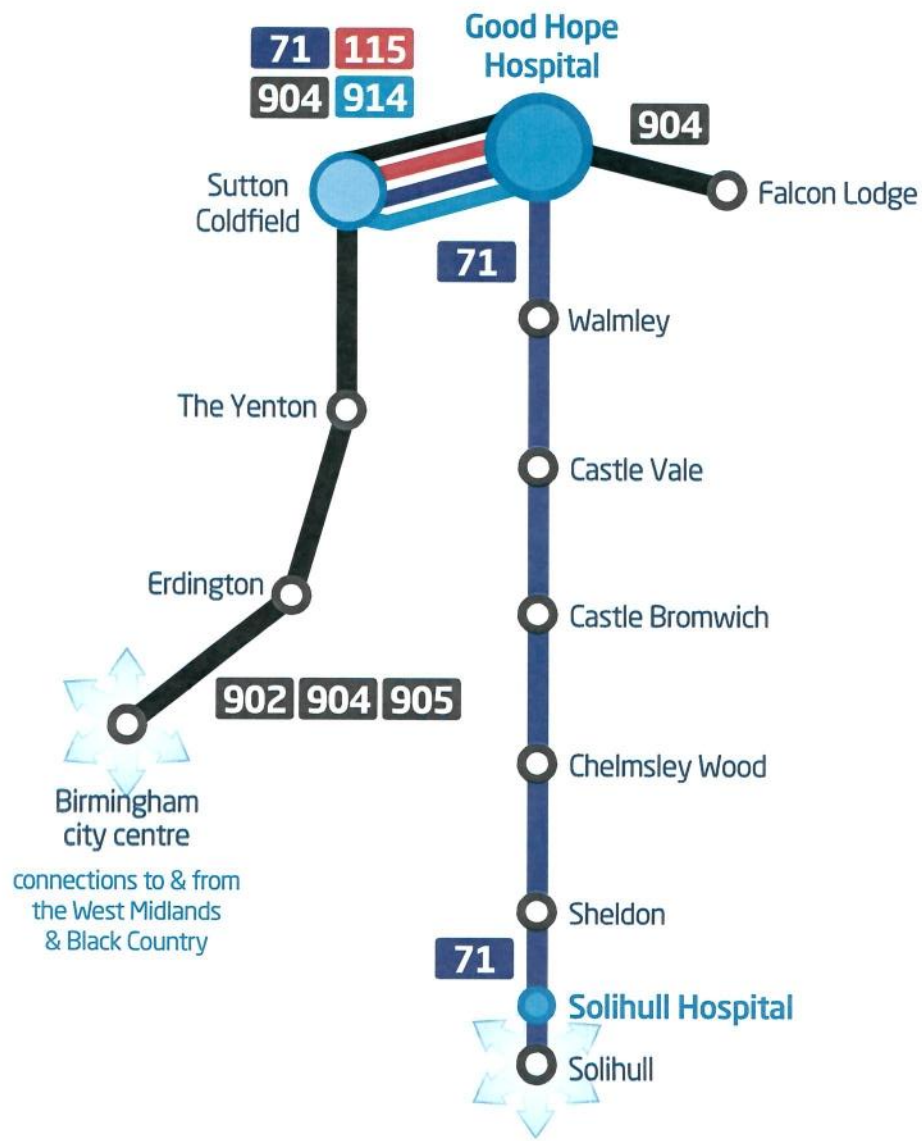 Good Hope
Hospital
71 115
904 914
904
Sutton
Coldfield
Falcon Lodge
71
Walmley
The Yenton
Castle Vale
Erdington
Castle Bromwich
902 904 905
Chelmsley Wood
Birmingham
city centre
connections to & from
the West Midlands
& Black Country
Sheldon
71
Solihull Hospital
Solihull